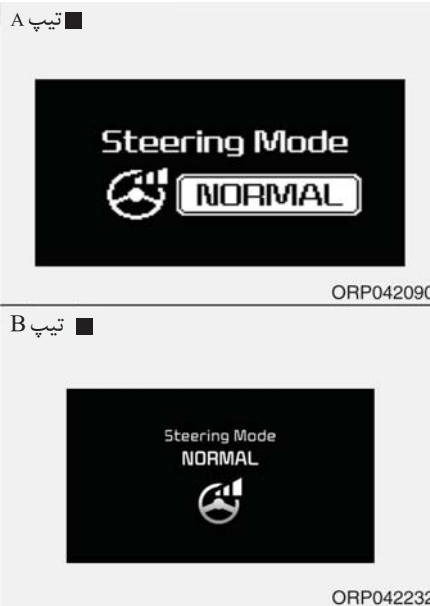 ■ تیپ A
Steering Mode
NORMAL
ORP042090
■ تیپ B
Steering Mode
NORMAL
ORP042232